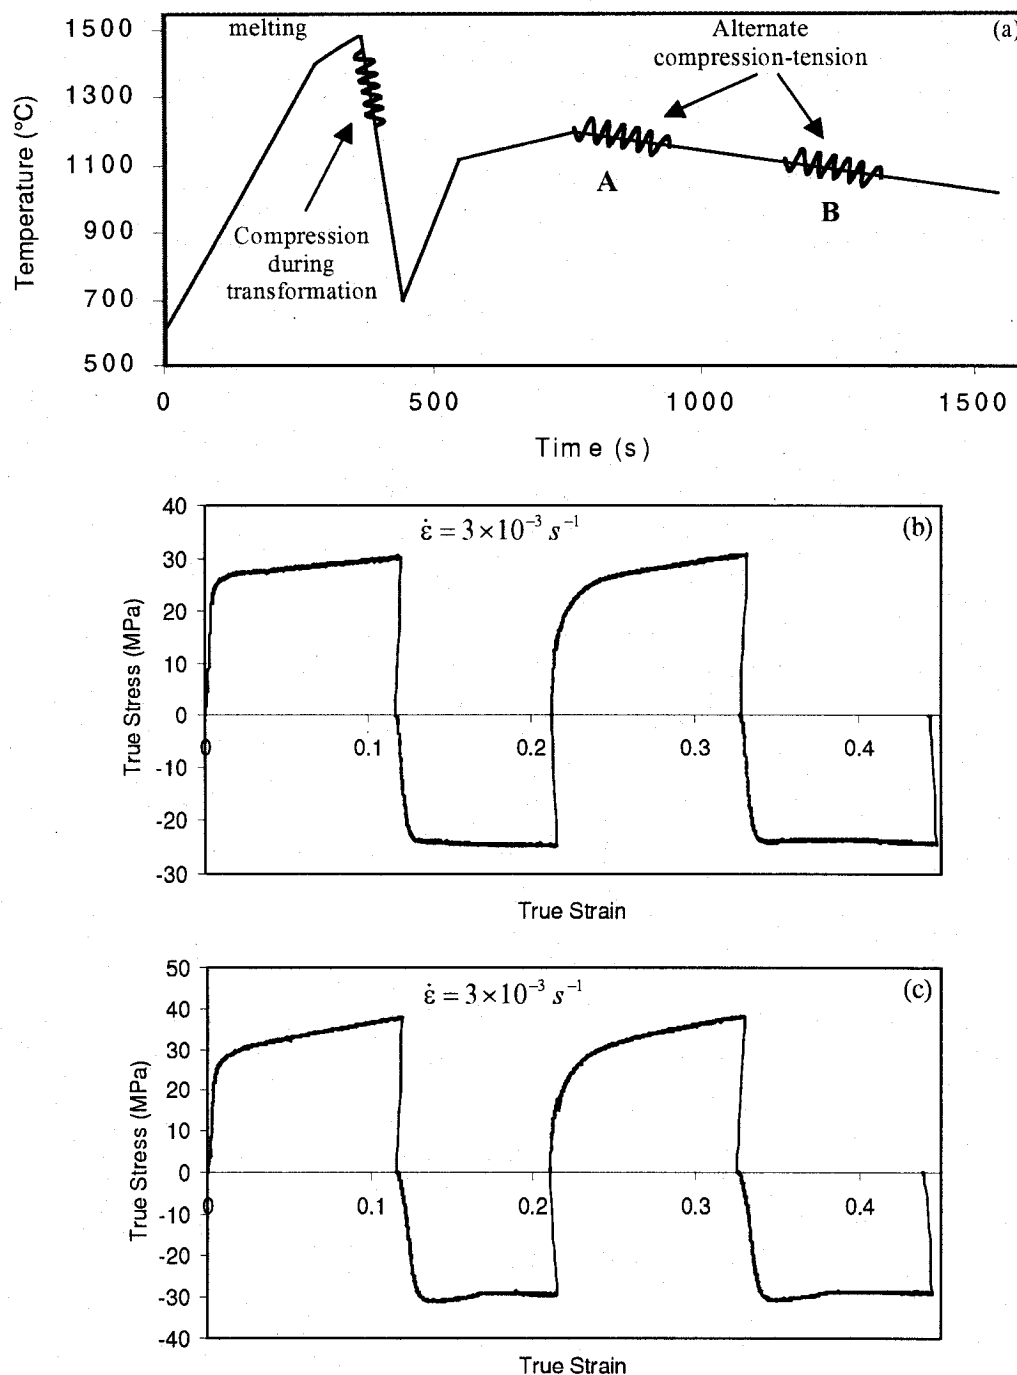 1500
1300
1100
900
700
500
Temperature (°C)
melting
Alternate
compression-tension
(a)
A
B
Compression
during
transformation
0
500
1000
1500
Time (s)
40
30
20
10
0
-10
-20
-30
True Stress (MPa)
ε̇ = 3×10⁻³ s⁻¹
(b)
0
0.1
0.2
0.3
0.4
True Strain
50
40
30
20
10
0
-10
-20
-30
-40
True Stress (MPa)
ε̇ = 3×10⁻³ s⁻¹
(c)
0
0.1
0.2
0.3
0.4
True Strain